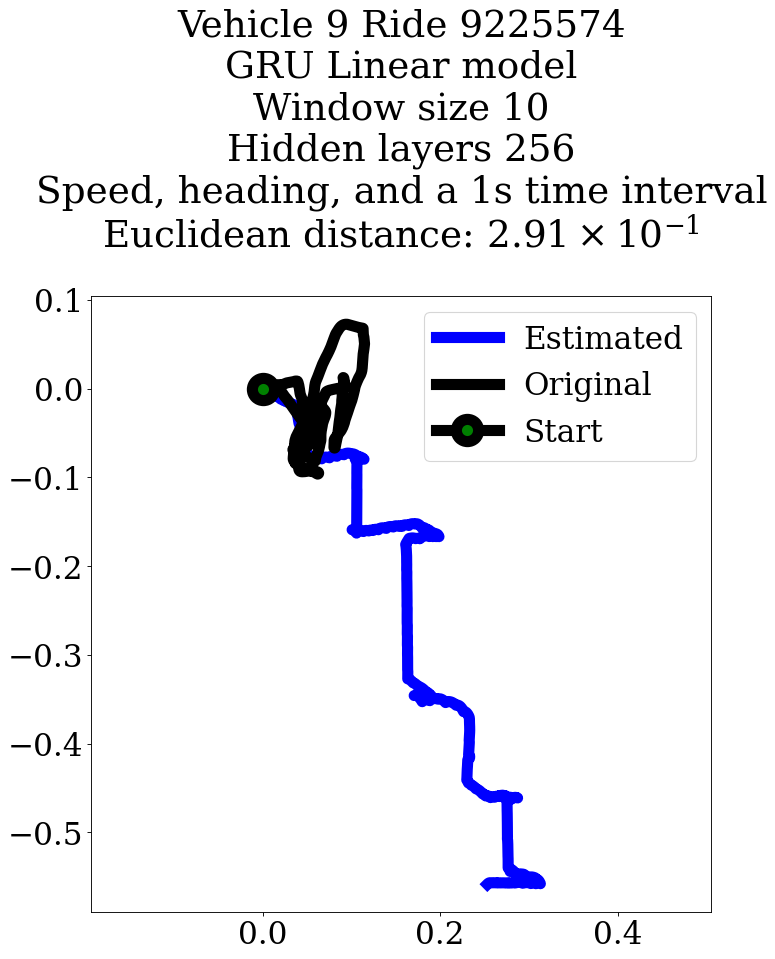 Vehicle 9 Ride 9225574
GRU Linear model
Window size 10
Hidden layers 256
Speed, heading, and a 1s time interval
Euclidean distance: 2.91 × 10⁻¹
Estimated
Original
Start
0.1
0.0
−0.1
−0.2
−0.3
−0.4
−0.5
0.0 0.2 0.4